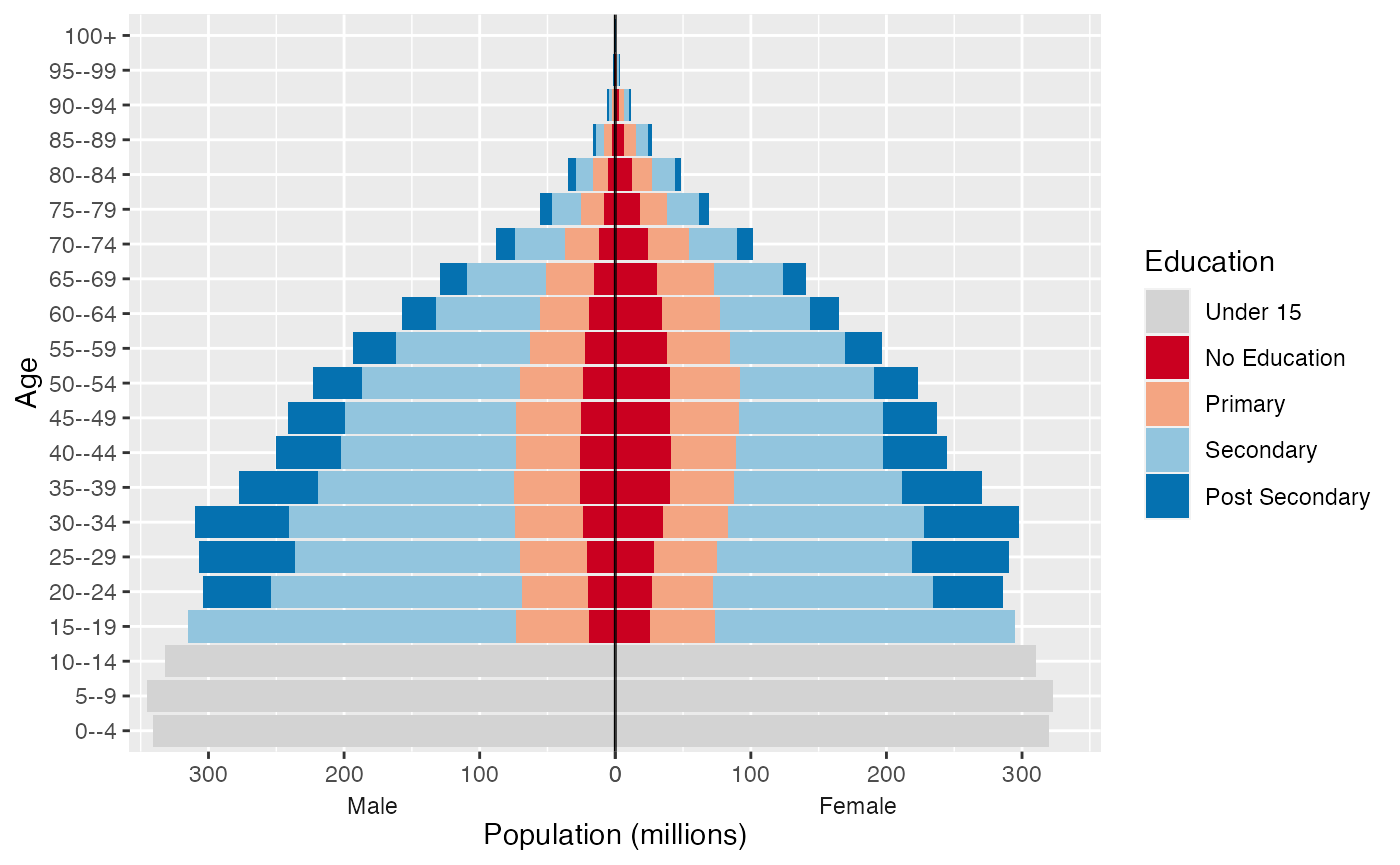 100+
95--99
90--94
85--89
80--84
75--79
70--74
65--69
60--64
55--59
50--54
45--49
40--44
35--39
30--34
25--29
20--24
15--19
10--14
5--9
0--4
Age
300 200 100 0 100 200 300
Male Female
Population (millions)
Education
Under 15
No Education
Primary
Secondary
Post Secondary